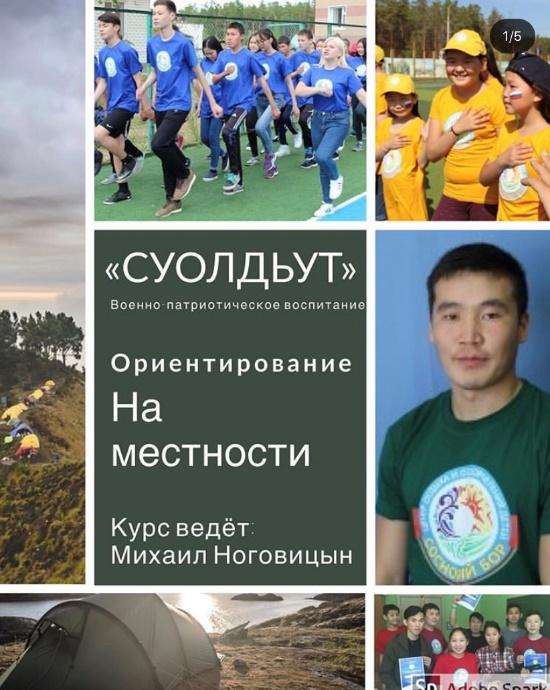 1/5
«СУОЛДЬУТ»
Военно-патриотическое воспитание
Ориентирование
На
местности
Курс ведёт:
Михаил Ноговицын
СОСНОВЫЙ БОР
Adobe Spark